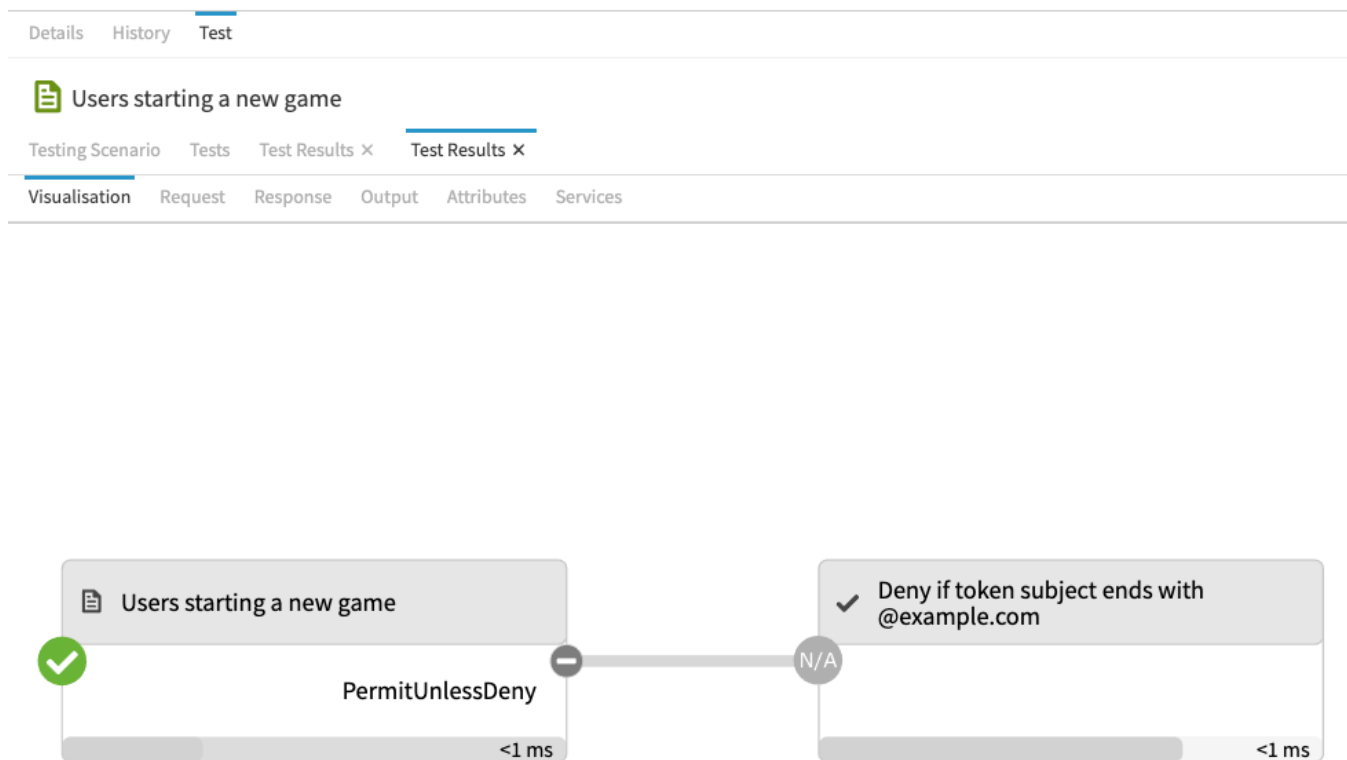 Details History Test
Users starting a new game
Testing Scenario Tests Test Results × Test Results ×
Visualisation Request Response Output Attributes Services
Users starting a new game
PermitUnlessDeny
<1 ms
Deny if token subject ends with
@example.com
N/A
<1 ms